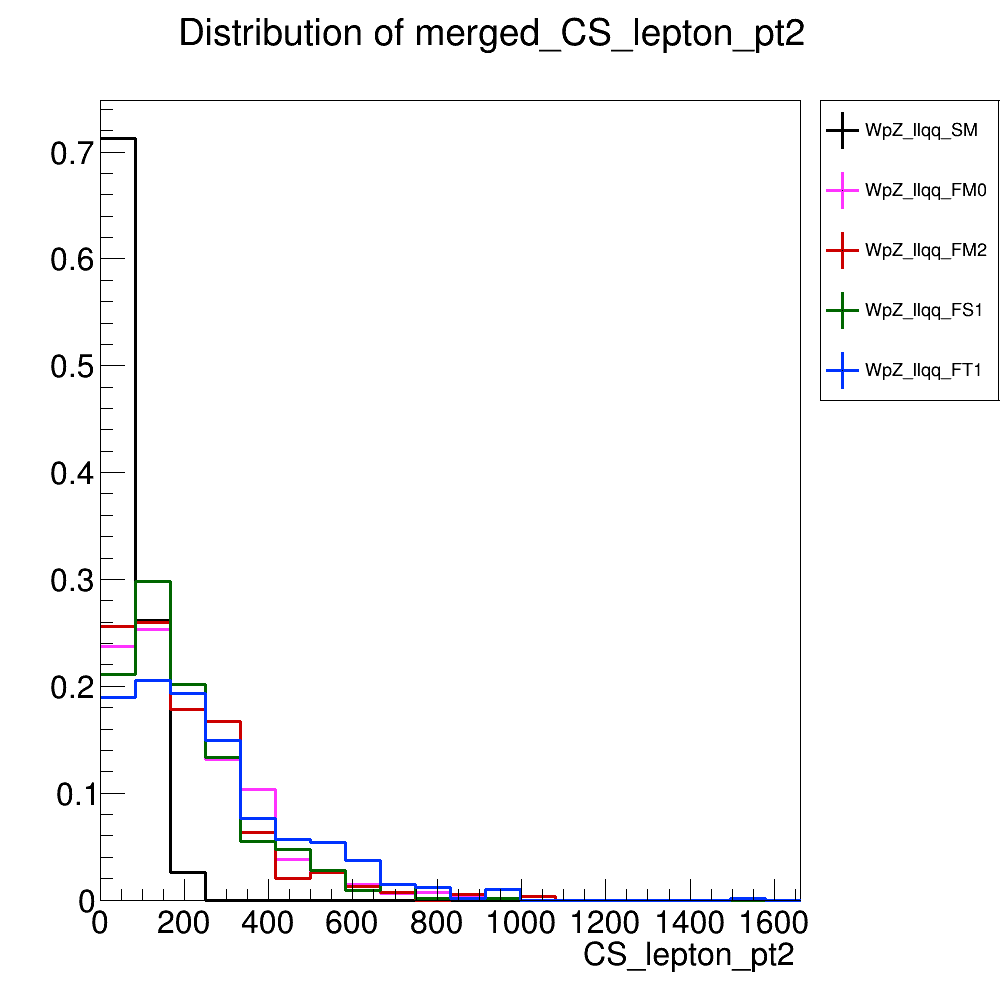 Distribution of merged_CS_lepton_pt2
0.7
0.6
0.5
0.4
0.3
0.2
0.1
0
0 200 400 600 800 1000 1200 1400 1600
CS_lepton_pt2
WpZ_llqq_SM
WpZ_llqq_FM0
WpZ_llqq_FM2
WpZ_llqq_FS1
WpZ_llqq_FT1